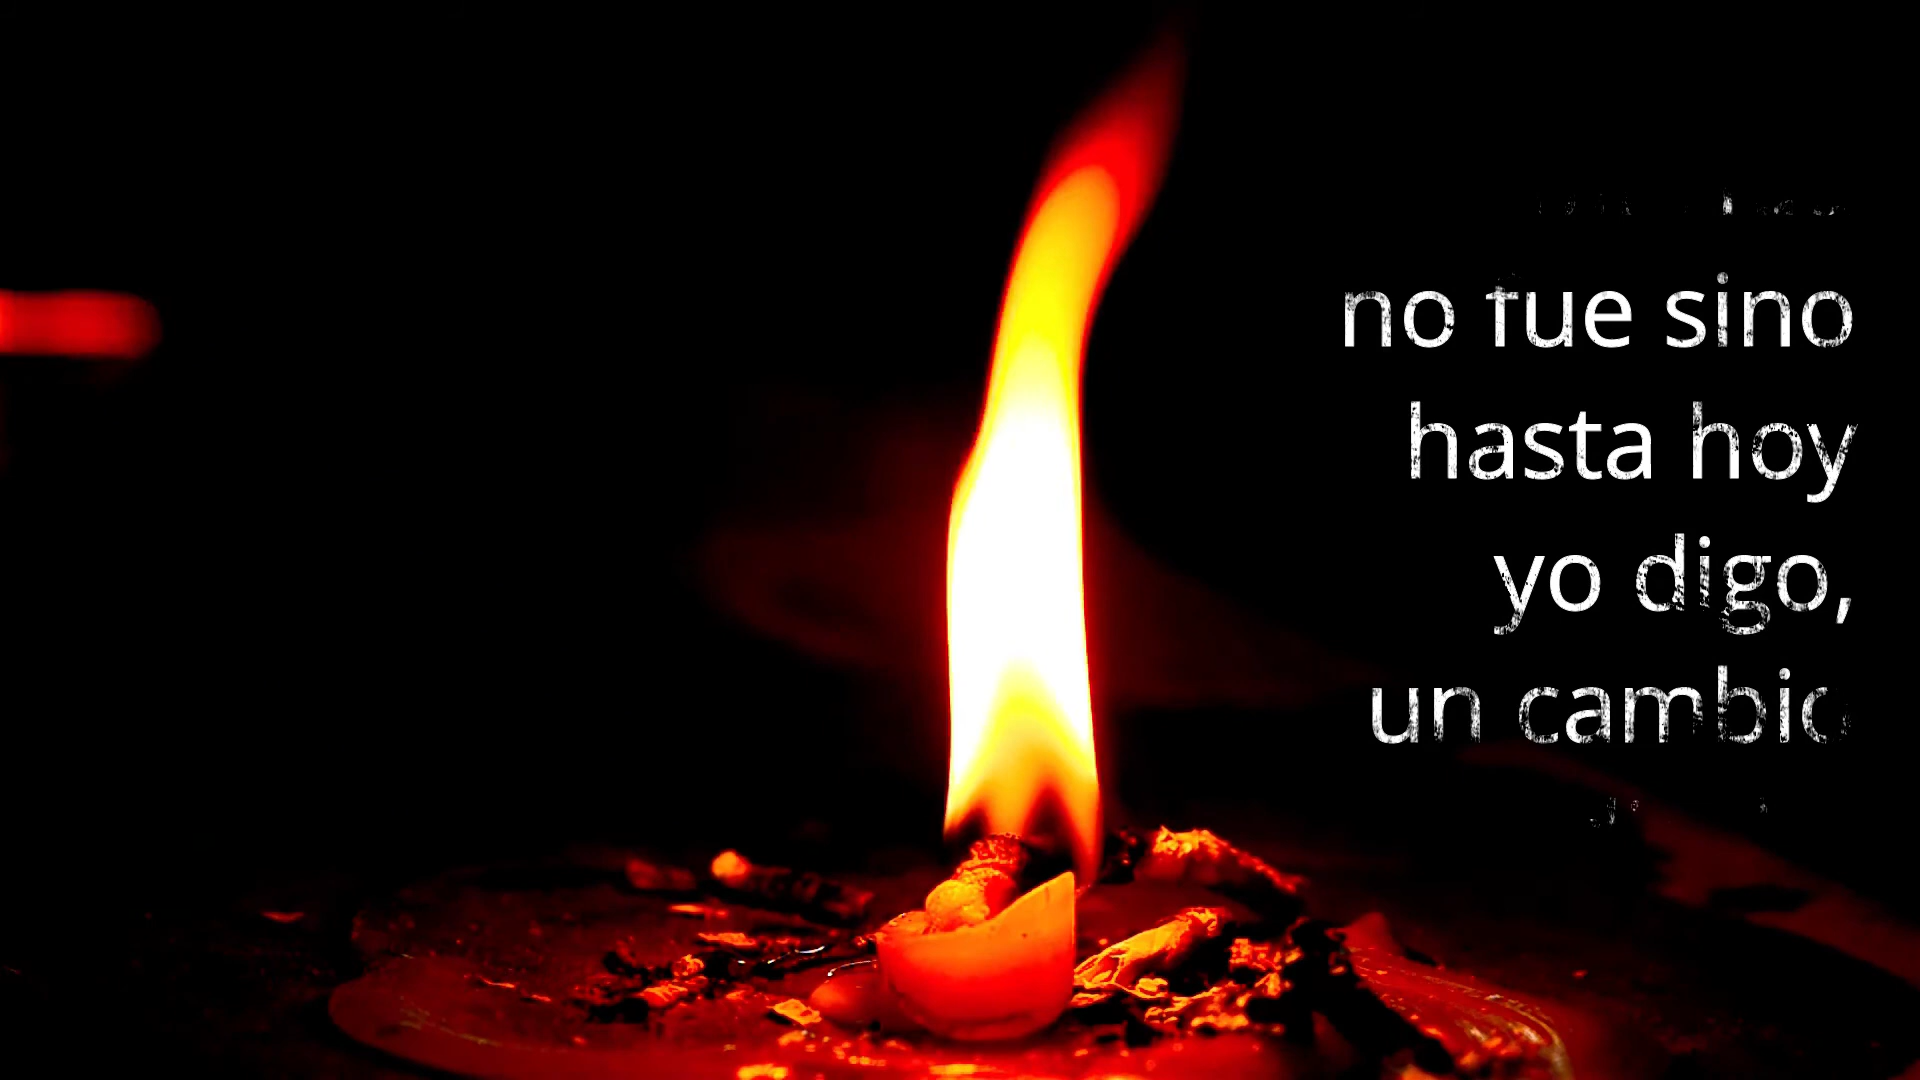 no fue sino
hasta hoy
yo digo,
un cambio